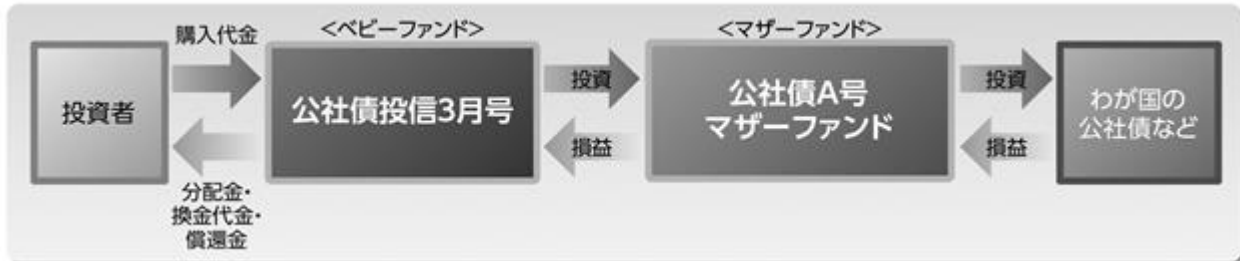 <ベビーファンド>
<マザーファンド>
購入代金
投資者
公社債投信3月号
投資
公社債A号
マザーファンド
投資
わが国の
公社債など
損益
損益
分配金・
換金代金・
償還金